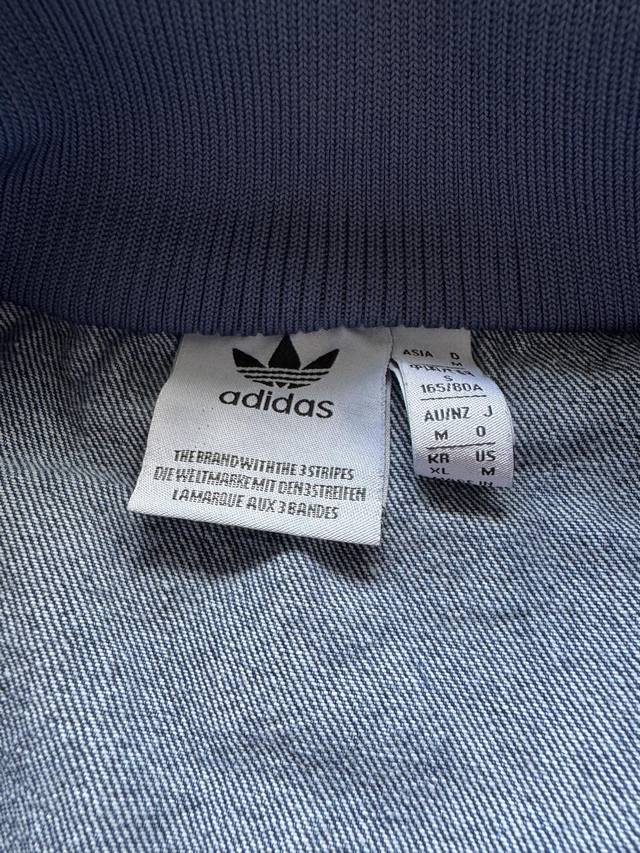 adidas
THE BRAND WITH THE 3 STRIPES
DIE WELTMARKE MIT DEN 3 STREIFEN
LA MARQUE AUX 3 BANDES
ASIA D
M
S
165/80A
AU/NZ J
M O
KR US
XL M